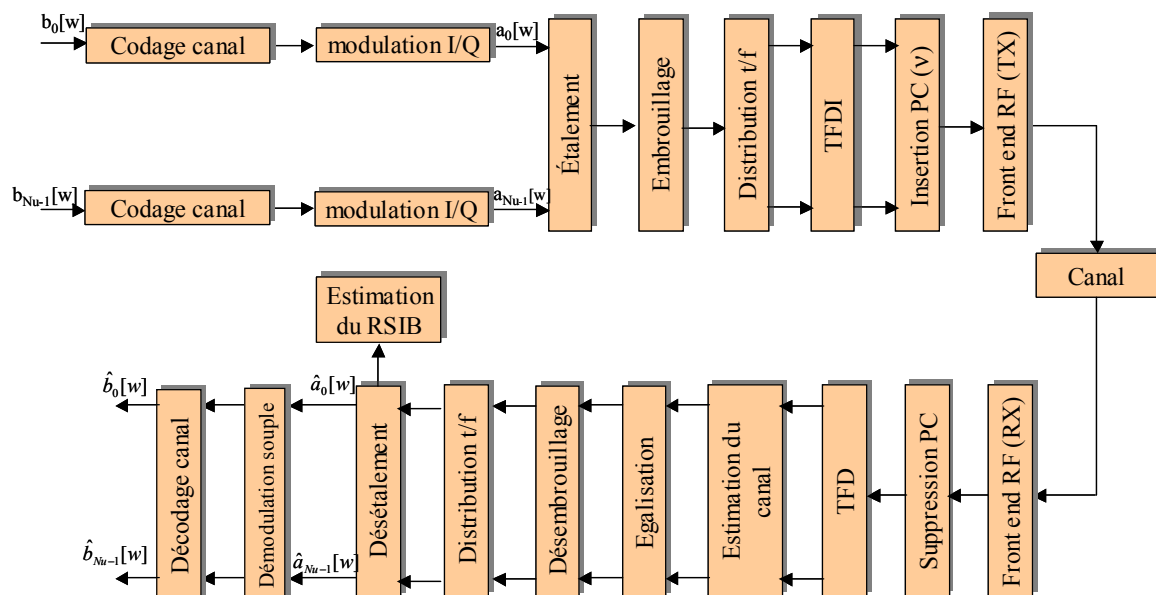 b0[w]
Codage canal
modulation I/Q
a0[w]
Étalement
Embrouillage
Distribution t/f
TFDI
Insertion PC (ν)
Front end RF (TX)
bNu-1[w]
Codage canal
modulation I/Q
aNu-1[w]
Canal
Estimation
du RSIB
b̂0[w]
Décodage canal
Démodulation souple
â0[w]
Désétalement
Distribution t/f
Désembrouillage
Egalisation
Estimation du
canal
TFD
Suppression PC
Front end RF (RX)
b̂Nu−1[w]
âNu−1[w]